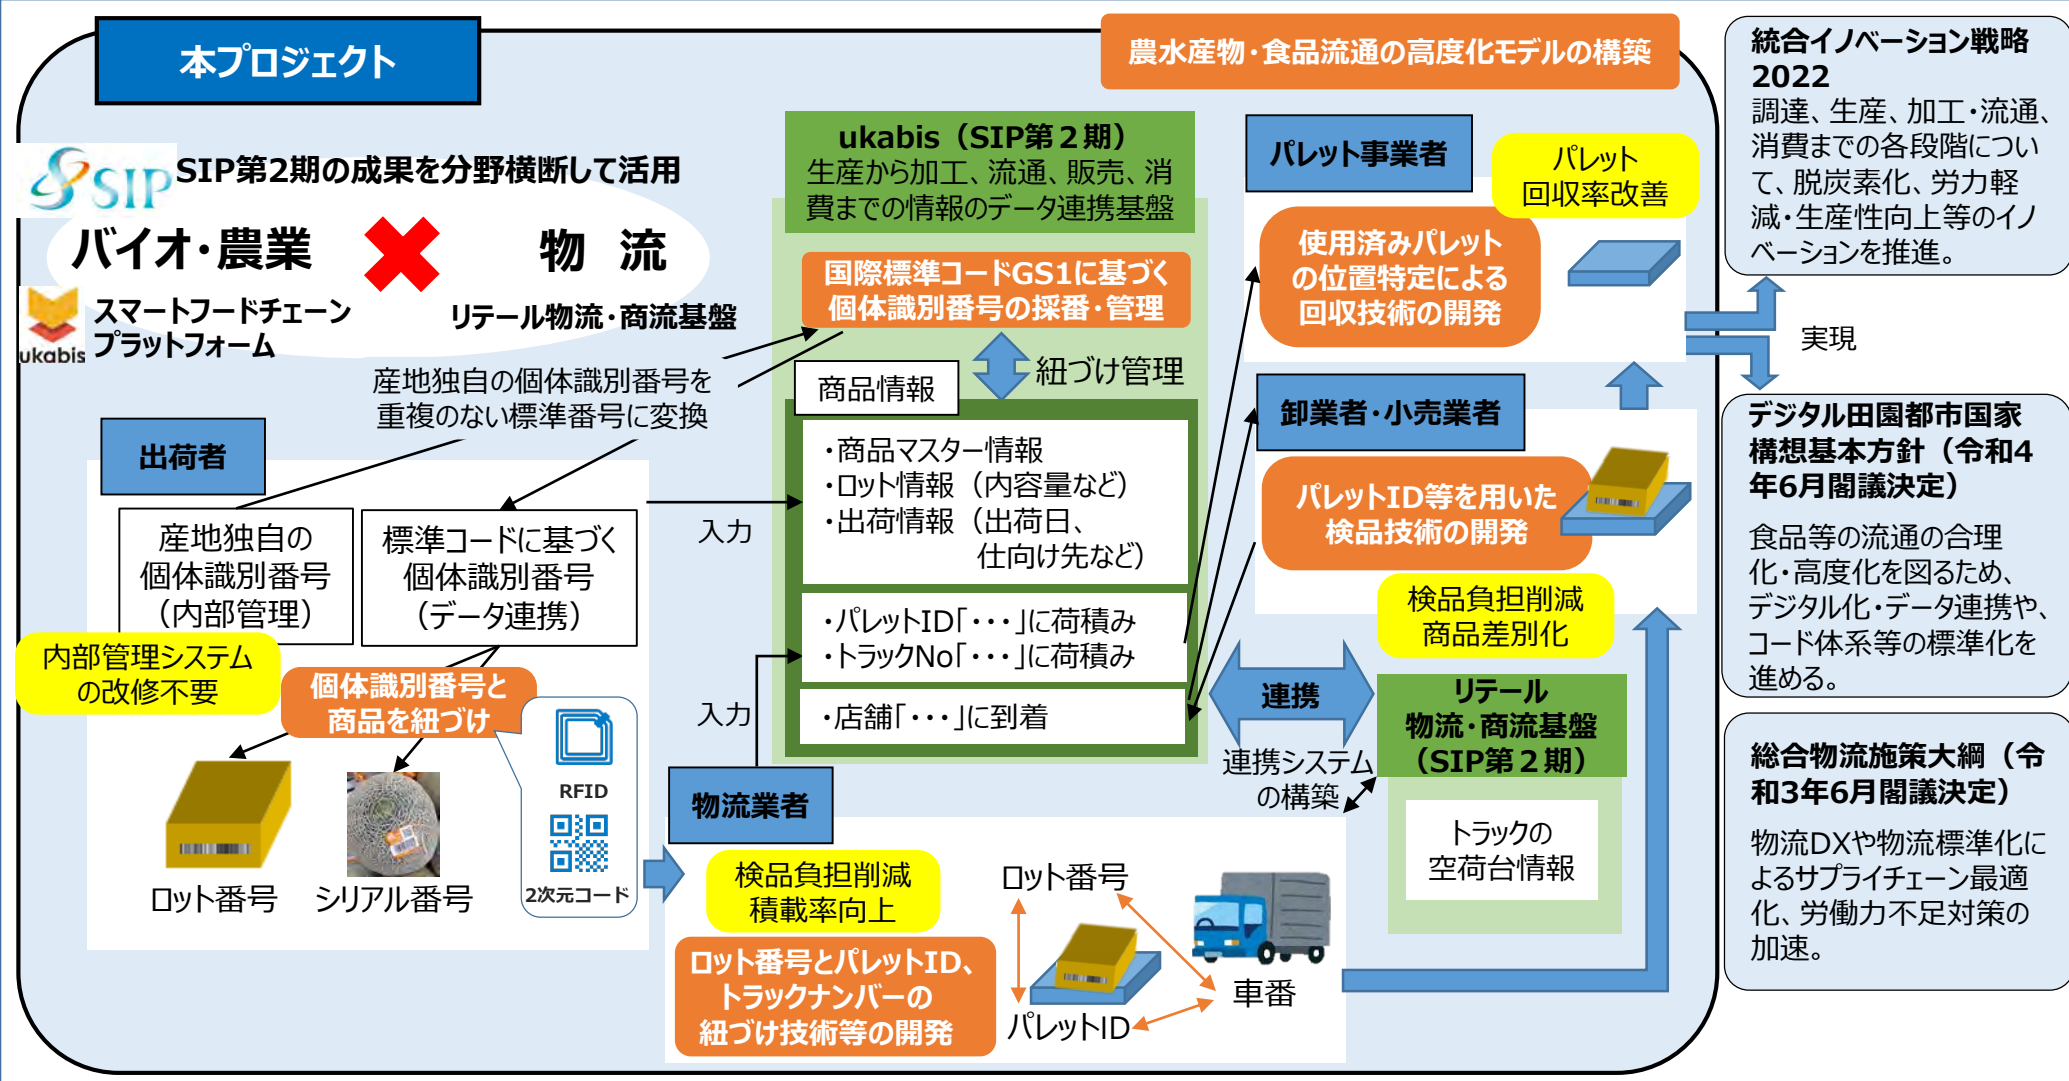 本プロジェクト
農水産物・食品流通の高度化モデルの構築
SIP
SIP第2期の成果を分野横断して活用
バイオ・農業
物 流
ukabis
スマートフードチェーン
プラットフォーム
リテール物流・商流基盤
ukabis（SIP第２期）
生産から加工、流通、販売、消
費までの情報のデータ連携基盤
国際標準コードGS1に基づく
個体識別番号の採番・管理
紐づけ管理
産地独自の個体識別番号を
重複のない標準番号に変換
商品情報
・商品マスター情報
・ロット情報（内容量など）
・出荷情報（出荷日、
仕向け先など）
・パレットID「・・・」に荷積み
・トラックNo「・・・」に荷積み
・店舗「・・・」に到着
出荷者
産地独自の
個体識別番号
（内部管理）
標準コードに基づく
個体識別番号
（データ連携）
入力
入力
内部管理システム
の改修不要
個体識別番号と
商品を紐づけ
RFID
2次元コード
ロット番号
シリアル番号
物流業者
検品負担削減
積載率向上
ロット番号とパレットID、
トラックナンバーの
紐づけ技術等の開発
ロット番号
パレットID
車番
パレット事業者
パレット
回収率改善
使用済みパレット
の位置特定による
回収技術の開発
卸業者・小売業者
パレットID等を用いた
検品技術の開発
検品負担削減
商品差別化
連携
連携システム
の構築
リテール
物流・商流基盤
（SIP第２期）
トラックの
空荷台情報
実現
統合イノベーション戦略
2022
調達、生産、加工・流通、
消費までの各段階につい
て、脱炭素化、労力軽
減・生産性向上等のイノ
ベーションを推進。
デジタル田園都市国家
構想基本方針（令和4
年6月閣議決定）
食品等の流通の合理
化・高度化を図るため、
デジタル化・データ連携や、
コード体系等の標準化を
進める。
総合物流施策大綱（令
和3年6月閣議決定）
物流DXや物流標準化に
よるサプライチェーン最適
化、労働力不足対策の
加速。